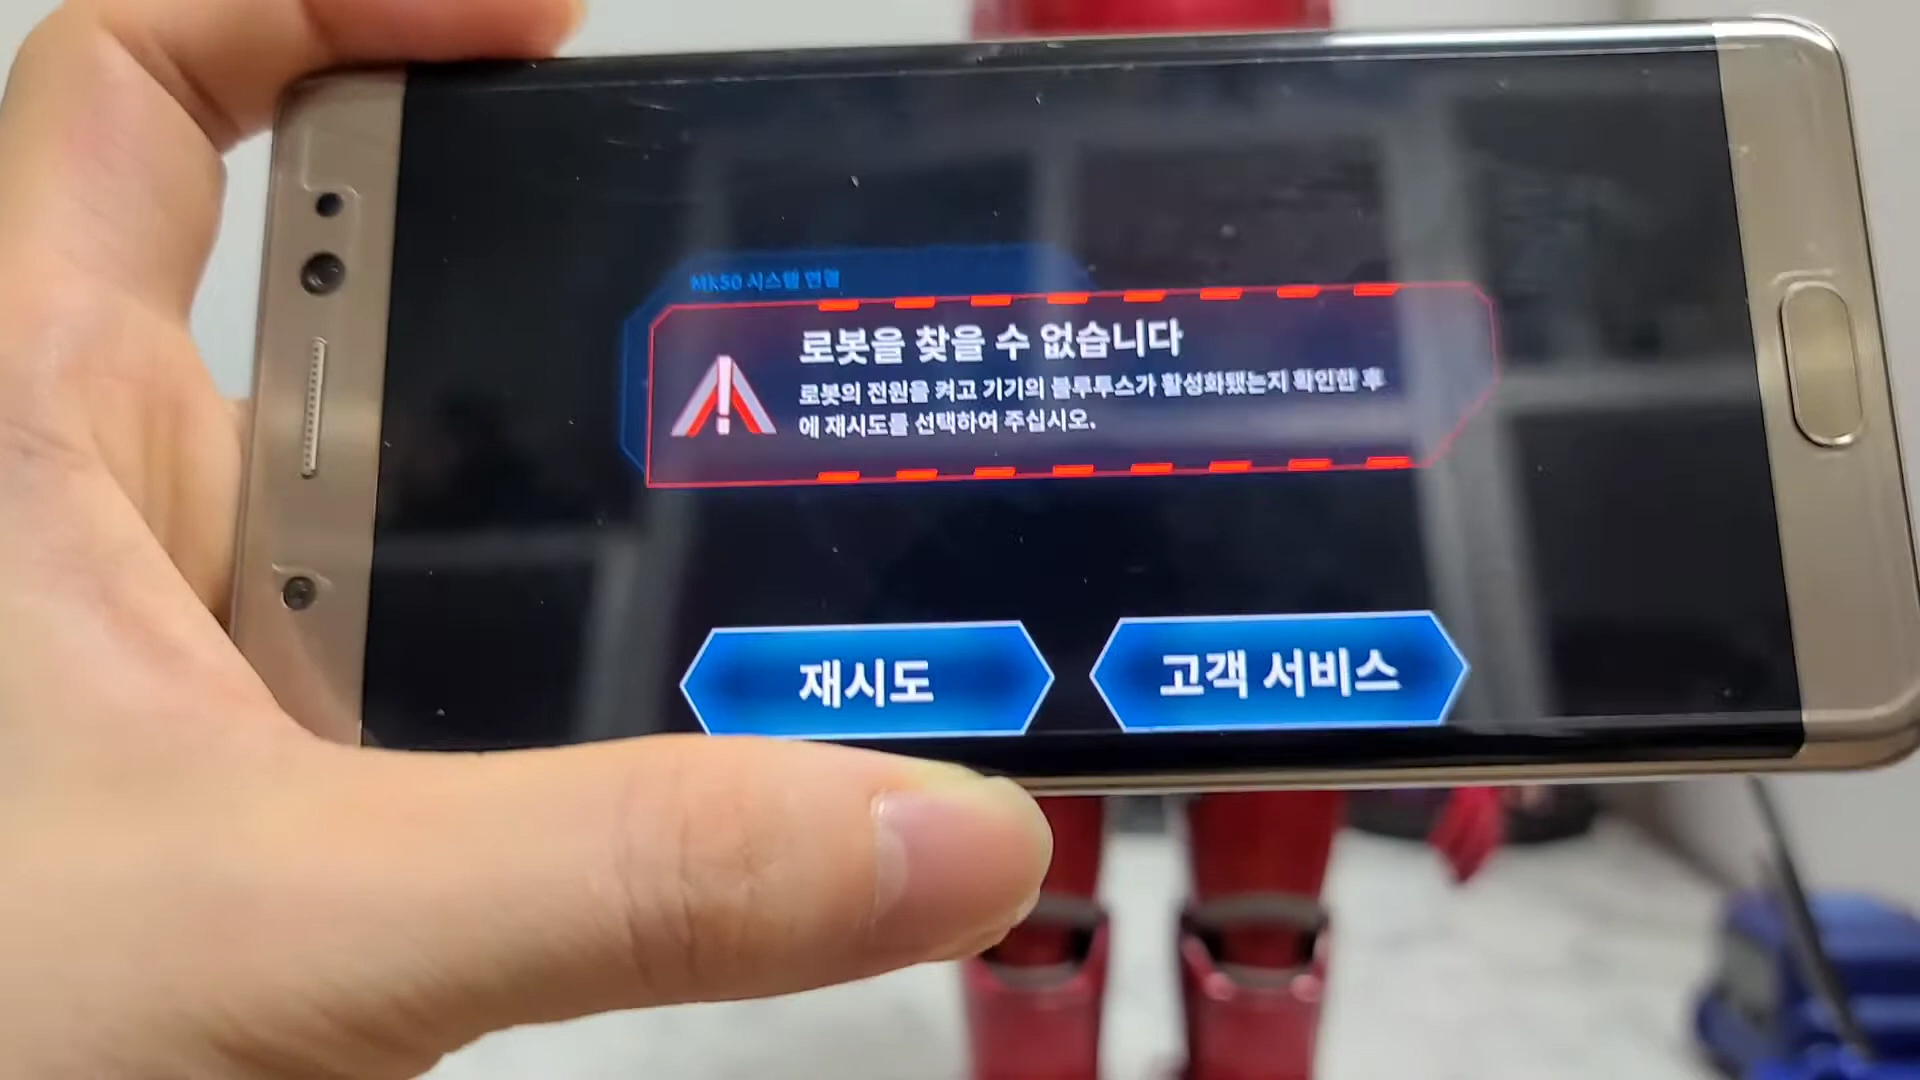 MK50 시스템 연결
로봇을 찾을 수 없습니다
로봇의 전원을 켜고 기기의 블루투스가 활성화됐는지 확인한 후
에 재시도를 선택하여 주십시오.
재시도
고객 서비스